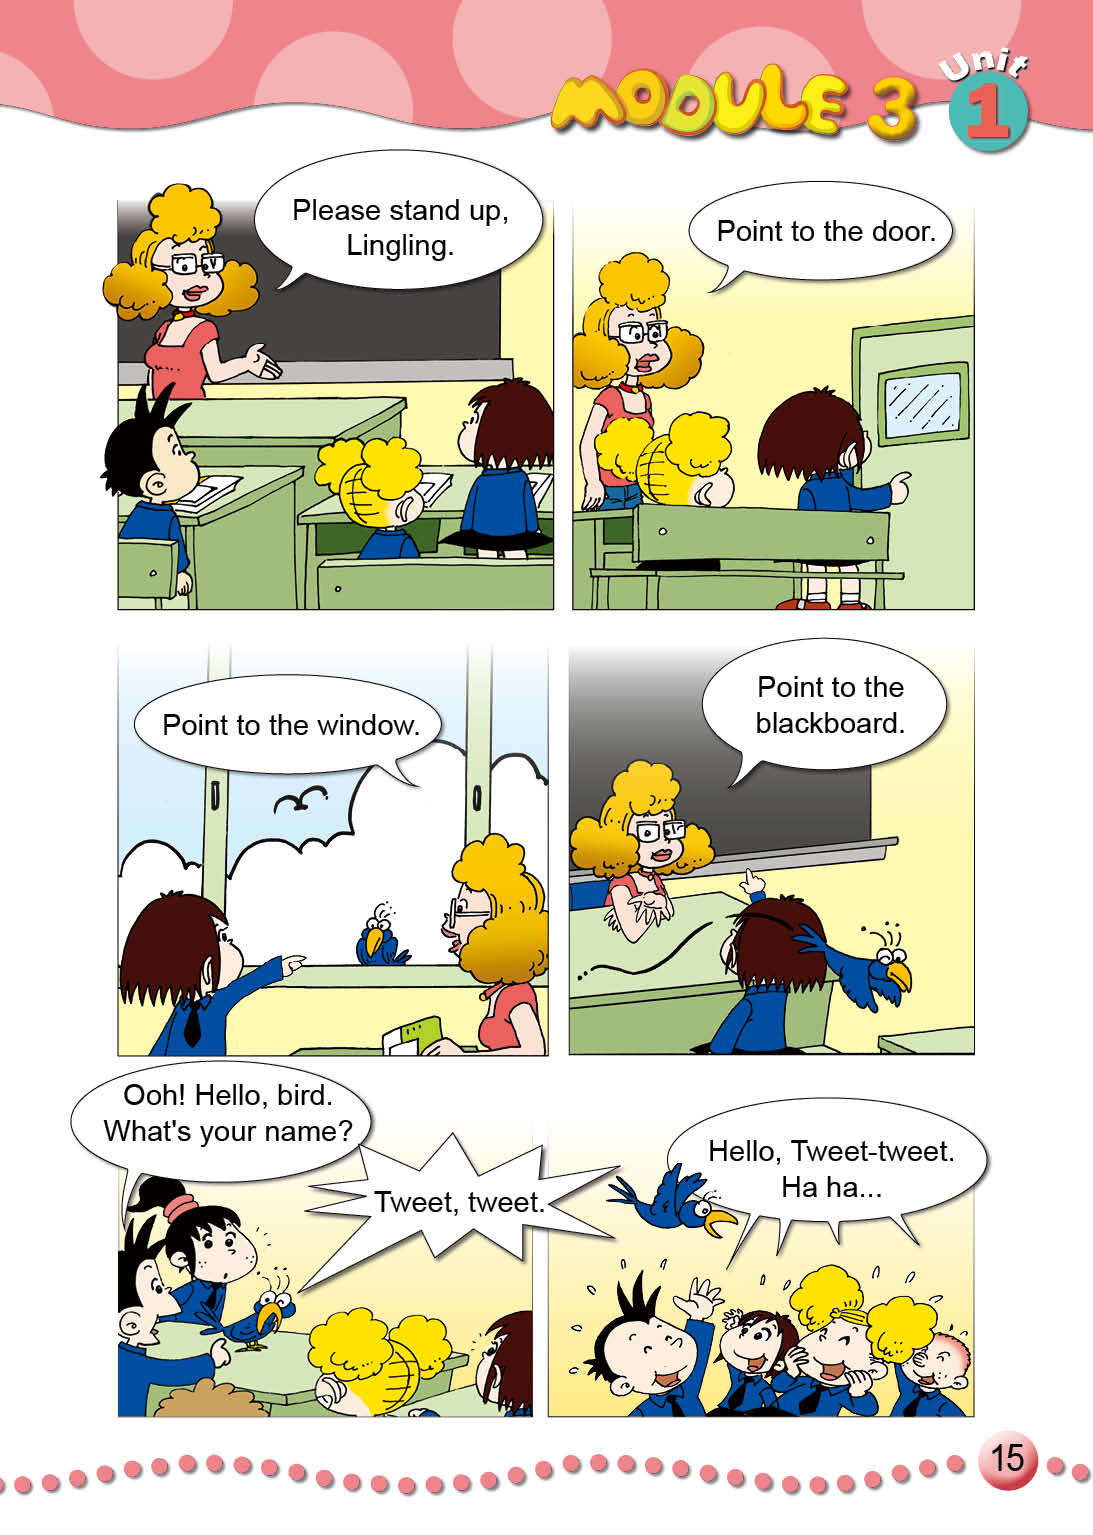 MODULE 3
Unit
1
Please stand up,
Lingling.
Point to the door.
Point to the window.
Point to the
blackboard.
Ooh! Hello, bird.
What's your name?
Tweet, tweet.
Hello, Tweet-tweet.
Ha ha...
15